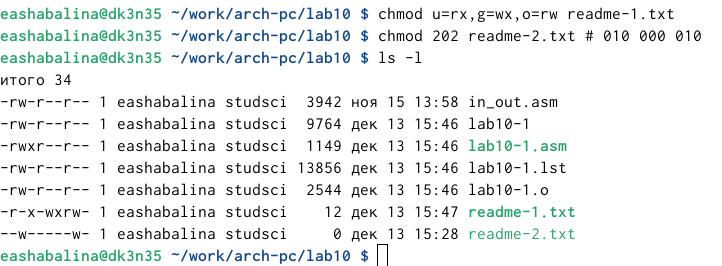 eashabalina@dk3n35 ~/work/arch-pc/lab10 $ chmod u=rx,g=wx,o=rw readme-1.txt
eashabalina@dk3n35 ~/work/arch-pc/lab10 $ chmod 202 readme-2.txt # 010 000 010
eashabalina@dk3n35 ~/work/arch-pc/lab10 $ ls -l
итого 34
-rw-r--r-- 1 eashabalina studsci  3942 ноя 15 13:58 in_out.asm
-rw-r--r-- 1 eashabalina studsci  9764 дек 13 15:46 lab10-1
-rwxr--r-- 1 eashabalina studsci  1149 дек 13 15:46 lab10-1.asm
-rw-r--r-- 1 eashabalina studsci 13856 дек 13 15:46 lab10-1.lst
-rw-r--r-- 1 eashabalina studsci  2544 дек 13 15:46 lab10-1.o
-r-x-wxrw- 1 eashabalina studsci    12 дек 13 15:47 readme-1.txt
--w-----w- 1 eashabalina studsci     0 дек 13 15:28 readme-2.txt
eashabalina@dk3n35 ~/work/arch-pc/lab10 $